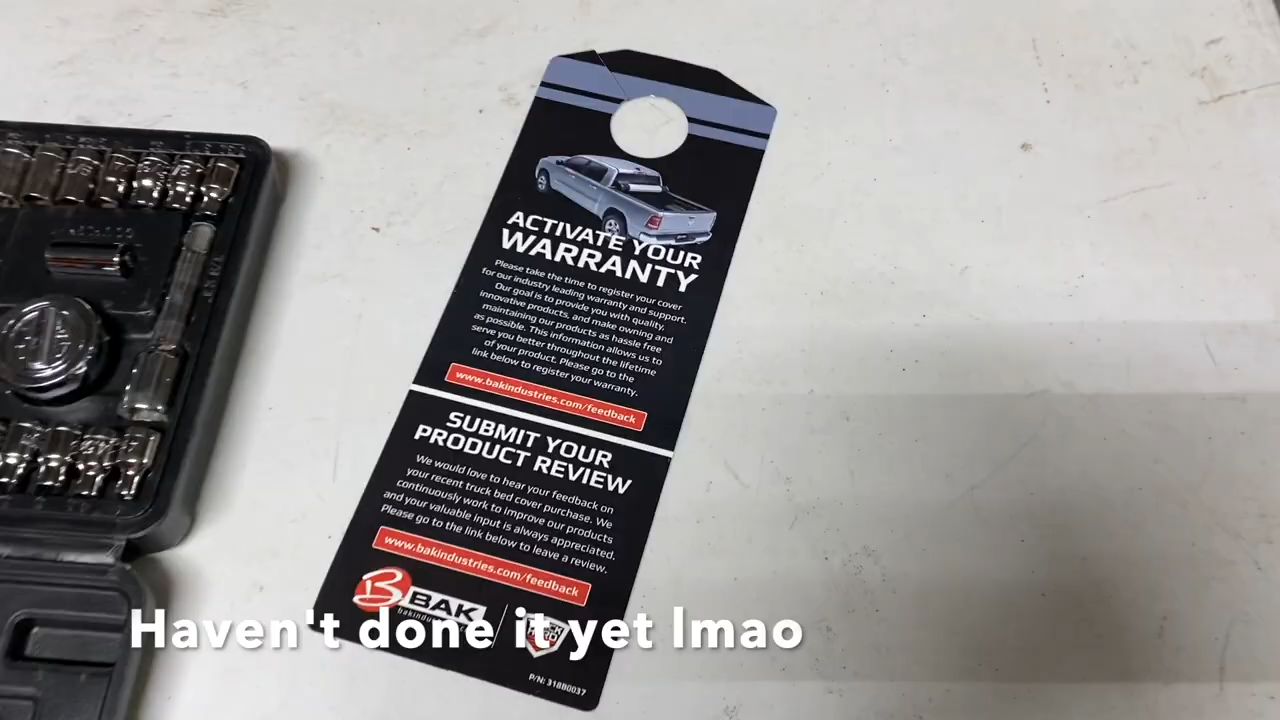 ACTIVATE YOUR
WARRANTY
Please take the time to register your cover
for our industry leading warranty and support.
Our goal is to provide you with quality,
innovative products, and make owning and
maintaining our products as hassle free
as possible. This information allows us to
serve you better throughout the lifetime
of your product. Please go to the
link below to register your warranty.
www.bakindustries.com/feedback
SUBMIT YOUR
PRODUCT REVIEW
We would love to hear your feedback on
your recent truck bed cover purchase. We
continuously work to improve our products
and your valuable input is always appreciated.
Please go to the link below to leave a review.
www.bakindustries.com/feedback
BAK
Haven't done it yet lmao
P/N: 318B0037